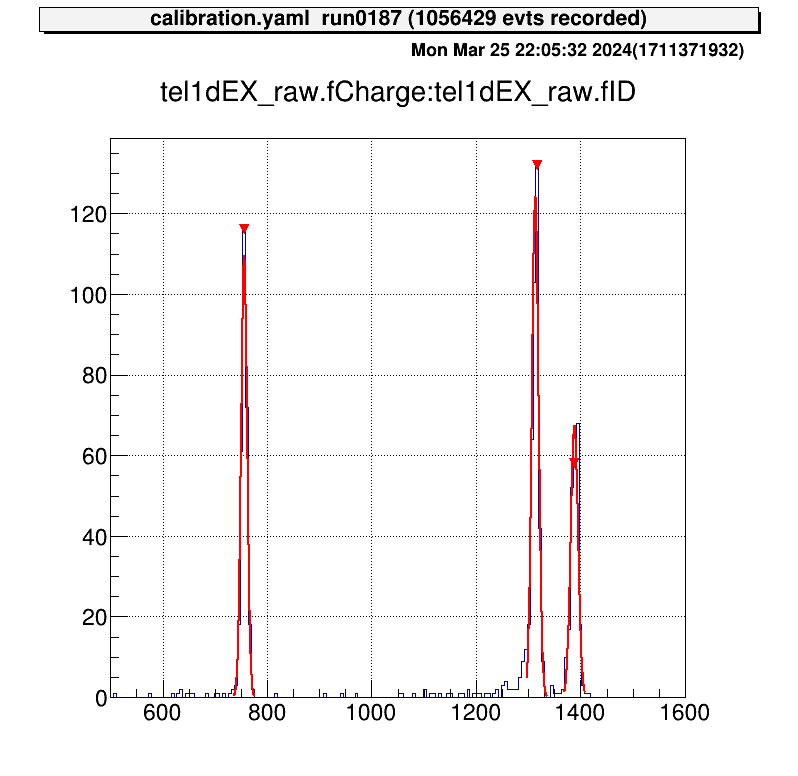 calibration.yaml run0187 (1056429 evts recorded)
Mon Mar 25 22:05:32 2024(1711371932)
tel1dEX_raw.fCharge:tel1dEX_raw.fID
120
100
80
60
40
20
0
600 800 1000 1200 1400 1600